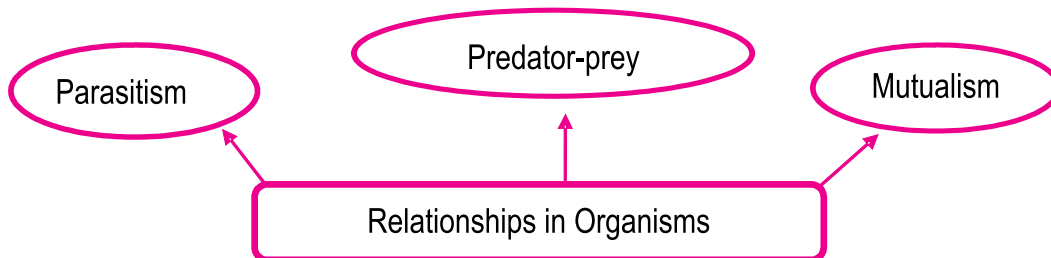 Predator-prey
Parasitism
Mutualism
Relationships in Organisms